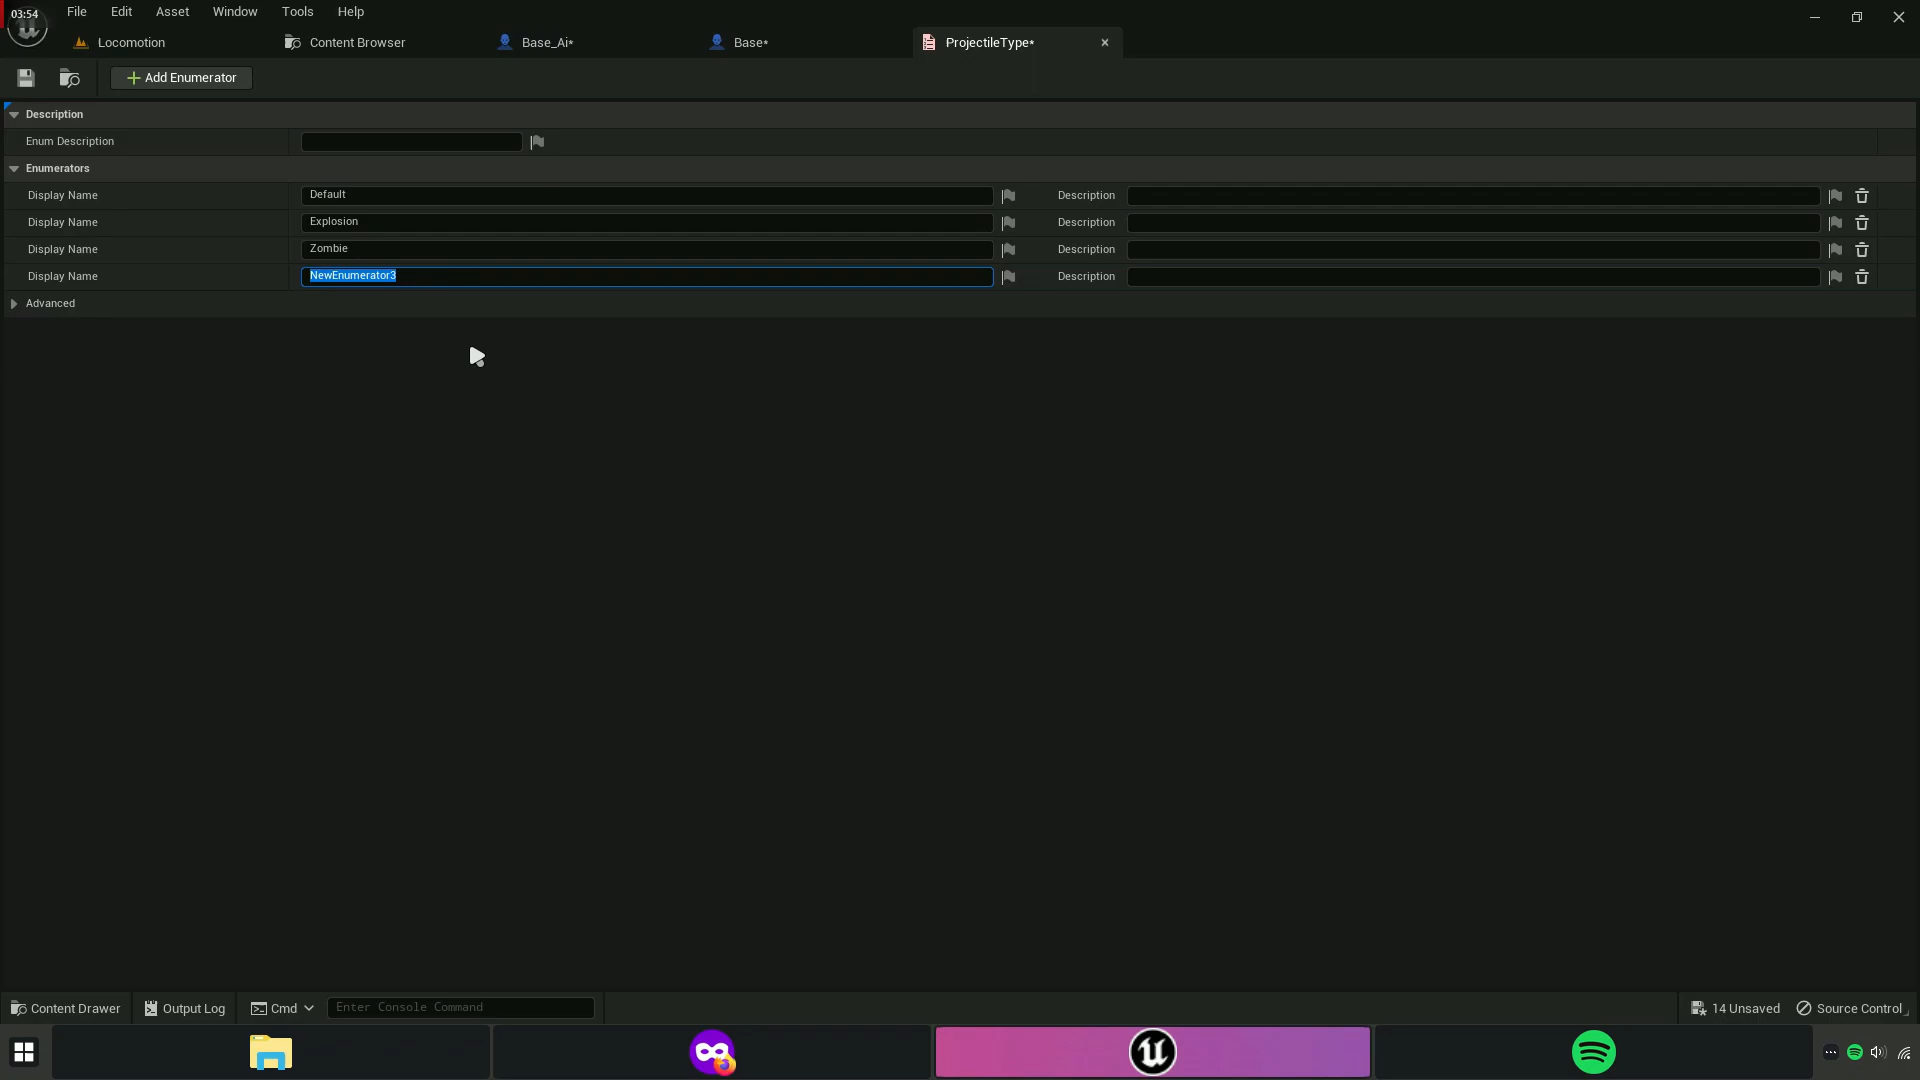 03:54
File Edit Asset Window Tools Help
Locomotion Content Browser Base_Ai* Base* ProjectileType*
Add Enumerator
Description
Enum Description
Enumerators
Display Name Default Description
Display Name Explosion Description
Display Name Zombie Description
Display Name NewEnumerator3 Description
Advanced
Content Drawer Output Log Cmd Enter Console Command 14 Unsaved Source Control